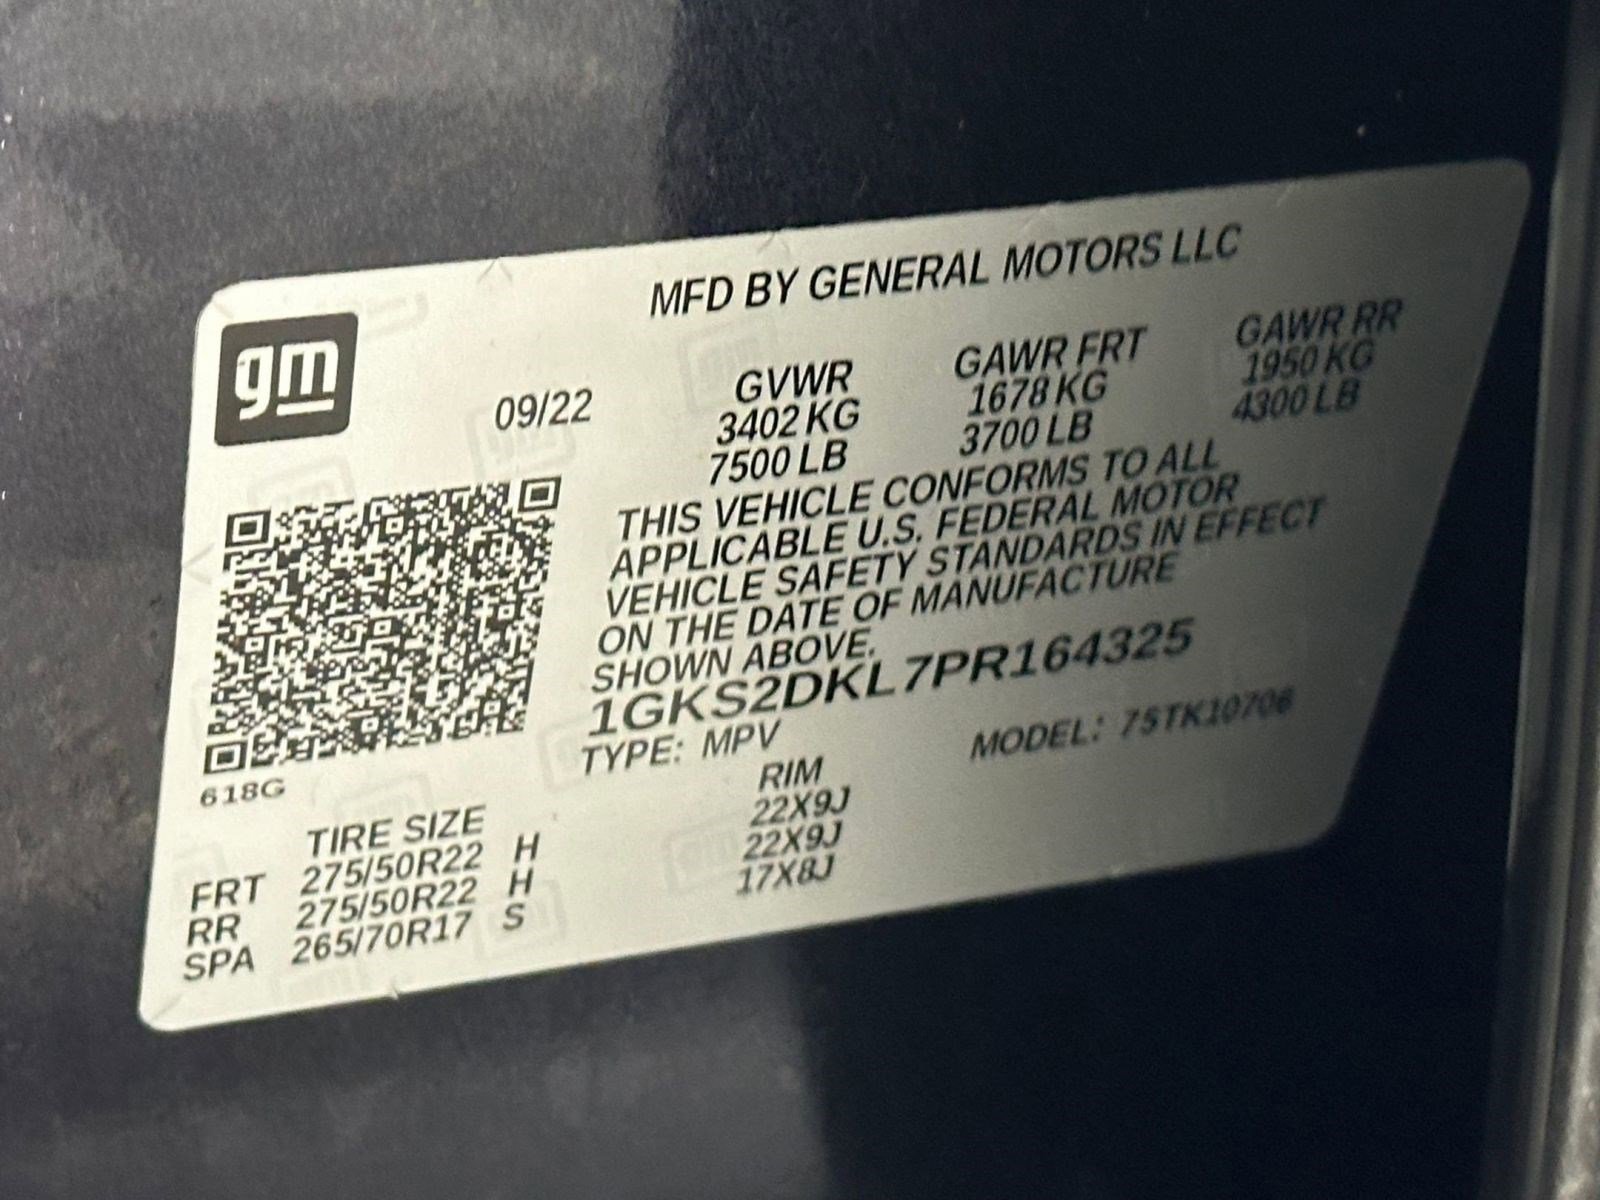 MFD BY GENERAL MOTORS LLC
gm
09/22
GVWR GAWR FRT GAWR RR
3402 KG 1678 KG 1950 KG
7500 LB 3700 LB 4300 LB
THIS VEHICLE CONFORMS TO ALL
APPLICABLE U.S. FEDERAL MOTOR
VEHICLE SAFETY STANDARDS IN EFFECT
ON THE DATE OF MANUFACTURE
SHOWN ABOVE.
1GKS2DKL7PR164325
TYPE: MPV MODEL: 7STK10706
618G
TIRE SIZE RIM
FRT 275/50R22 H 22X9J
RR 275/50R22 H 22X9J
SPA 265/70R17 S 17X8J